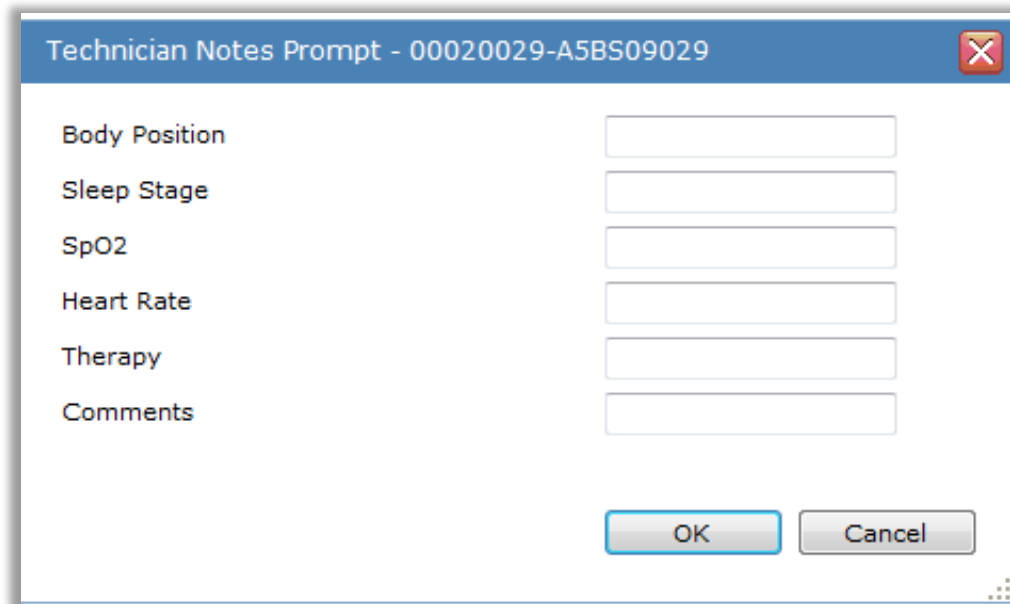 Technician Notes Prompt - 00020029-A5BS09029
Body Position
Sleep Stage
SpO2
Heart Rate
Therapy
Comments
OK Cancel